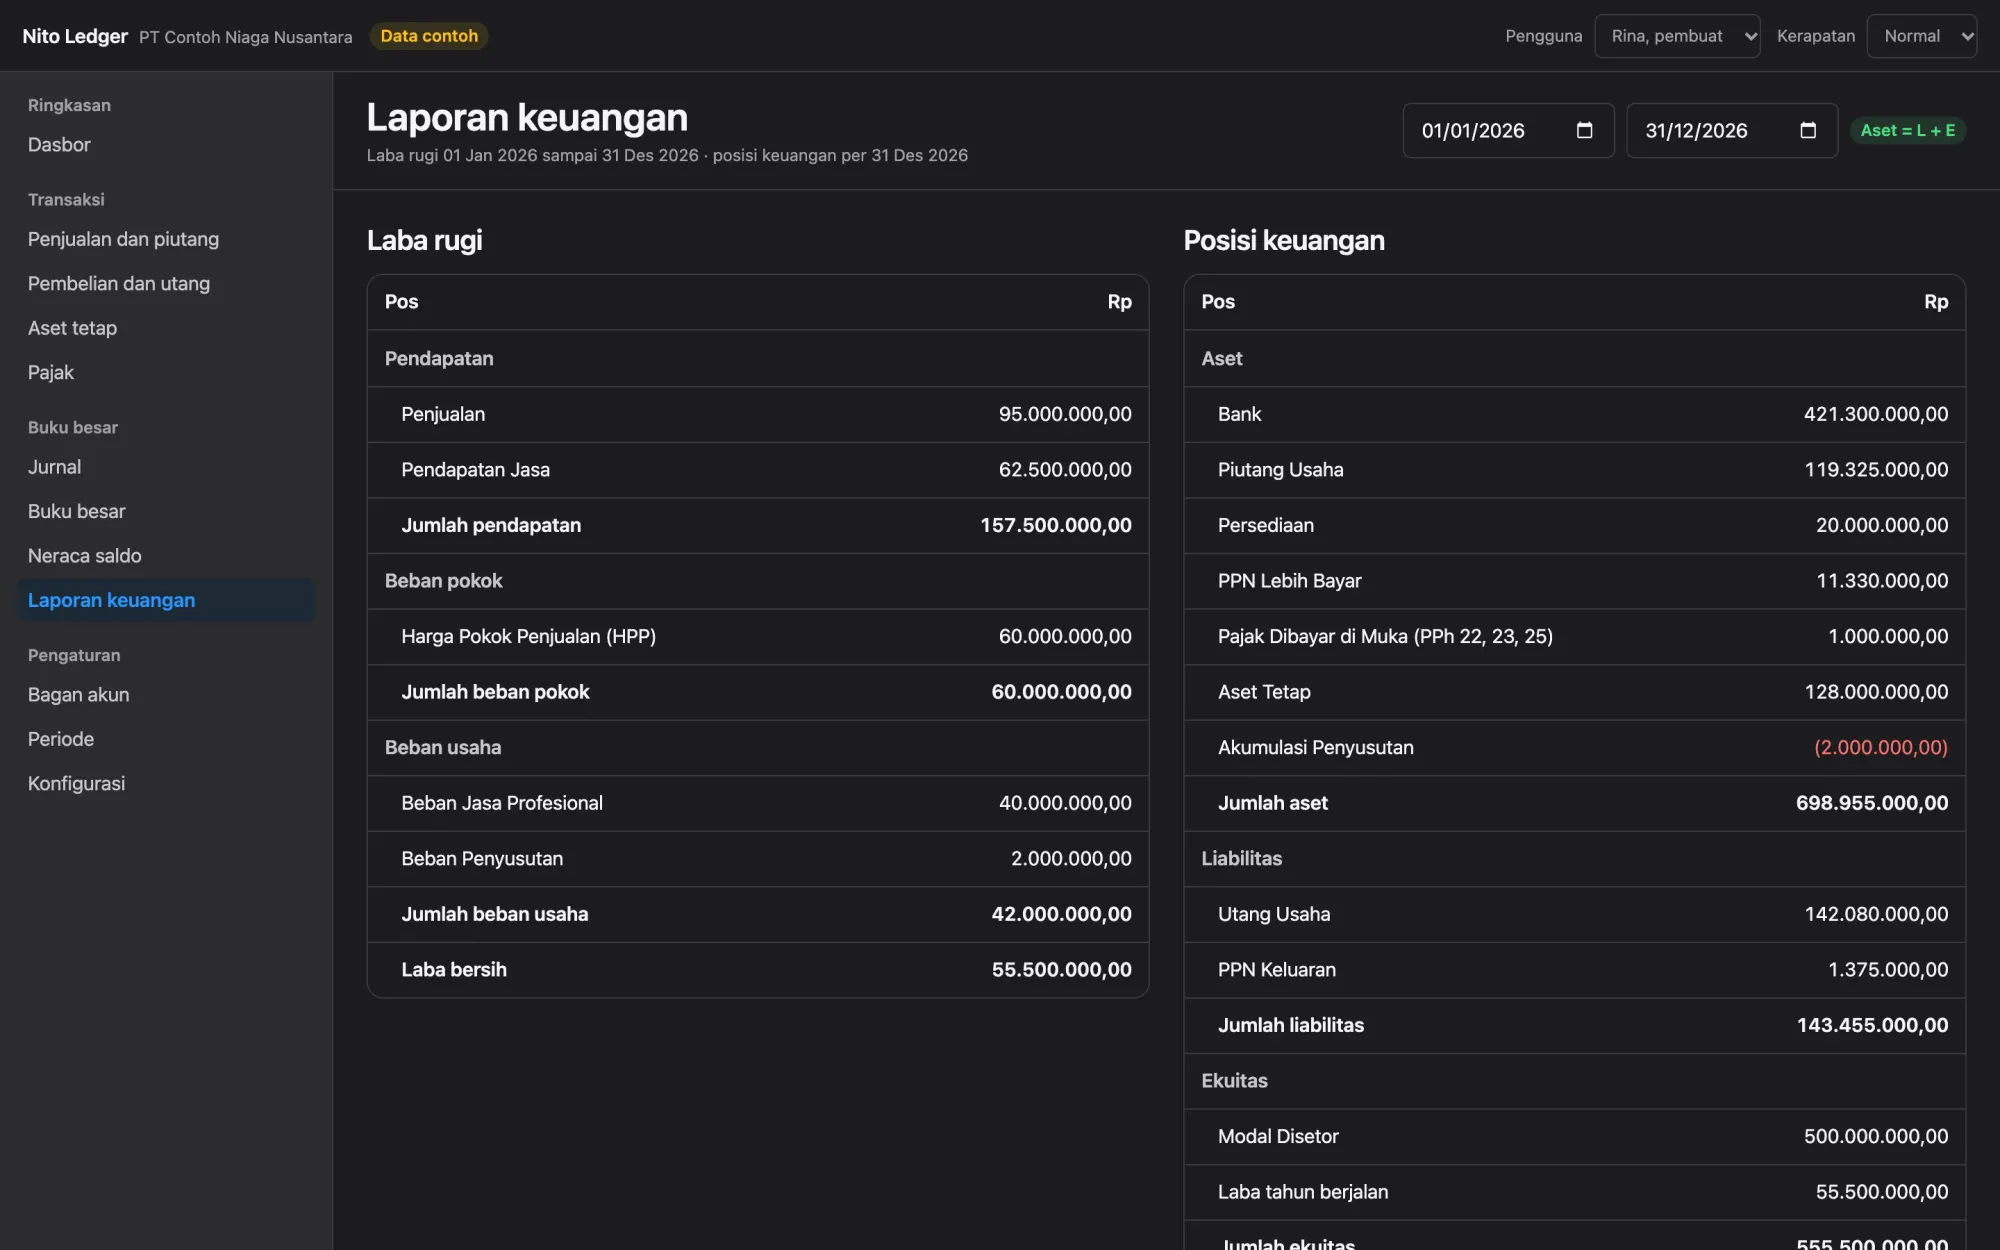 Nito Ledger PT Contoh Niaga Nusantara Data contoh
Pengguna Rina, pembuat Kerapatan Normal
Ringkasan
Dasbor
Transaksi
Penjualan dan piutang
Pembelian dan utang
Aset tetap
Pajak
Buku besar
Jurnal
Buku besar
Neraca saldo
Laporan keuangan
Pengaturan
Bagan akun
Periode
Konfigurasi
Laporan keuangan
Laba rugi 01 Jan 2026 sampai 31 Des 2026 · posisi keuangan per 31 Des 2026
01/01/2026 31/12/2026 Aset = L + E
Laba rugi
Pos Rp
Pendapatan
Penjualan 95.000.000,00
Pendapatan Jasa 62.500.000,00
Jumlah pendapatan 157.500.000,00
Beban pokok
Harga Pokok Penjualan (HPP) 60.000.000,00
Jumlah beban pokok 60.000.000,00
Beban usaha
Beban Jasa Profesional 40.000.000,00
Beban Penyusutan 2.000.000,00
Jumlah beban usaha 42.000.000,00
Laba bersih 55.500.000,00
Posisi keuangan
Pos Rp
Aset
Bank 421.300.000,00
Piutang Usaha 119.325.000,00
Persediaan 20.000.000,00
PPN Lebih Bayar 11.330.000,00
Pajak Dibayar di Muka (PPh 22, 23, 25) 1.000.000,00
Aset Tetap 128.000.000,00
Akumulasi Penyusutan (2.000.000,00)
Jumlah aset 698.955.000,00
Liabilitas
Utang Usaha 142.080.000,00
PPN Keluaran 1.375.000,00
Jumlah liabilitas 143.455.000,00
Ekuitas
Modal Disetor 500.000.000,00
Laba tahun berjalan 55.500.000,00
Jumlah ekuitas 555.500.000,00